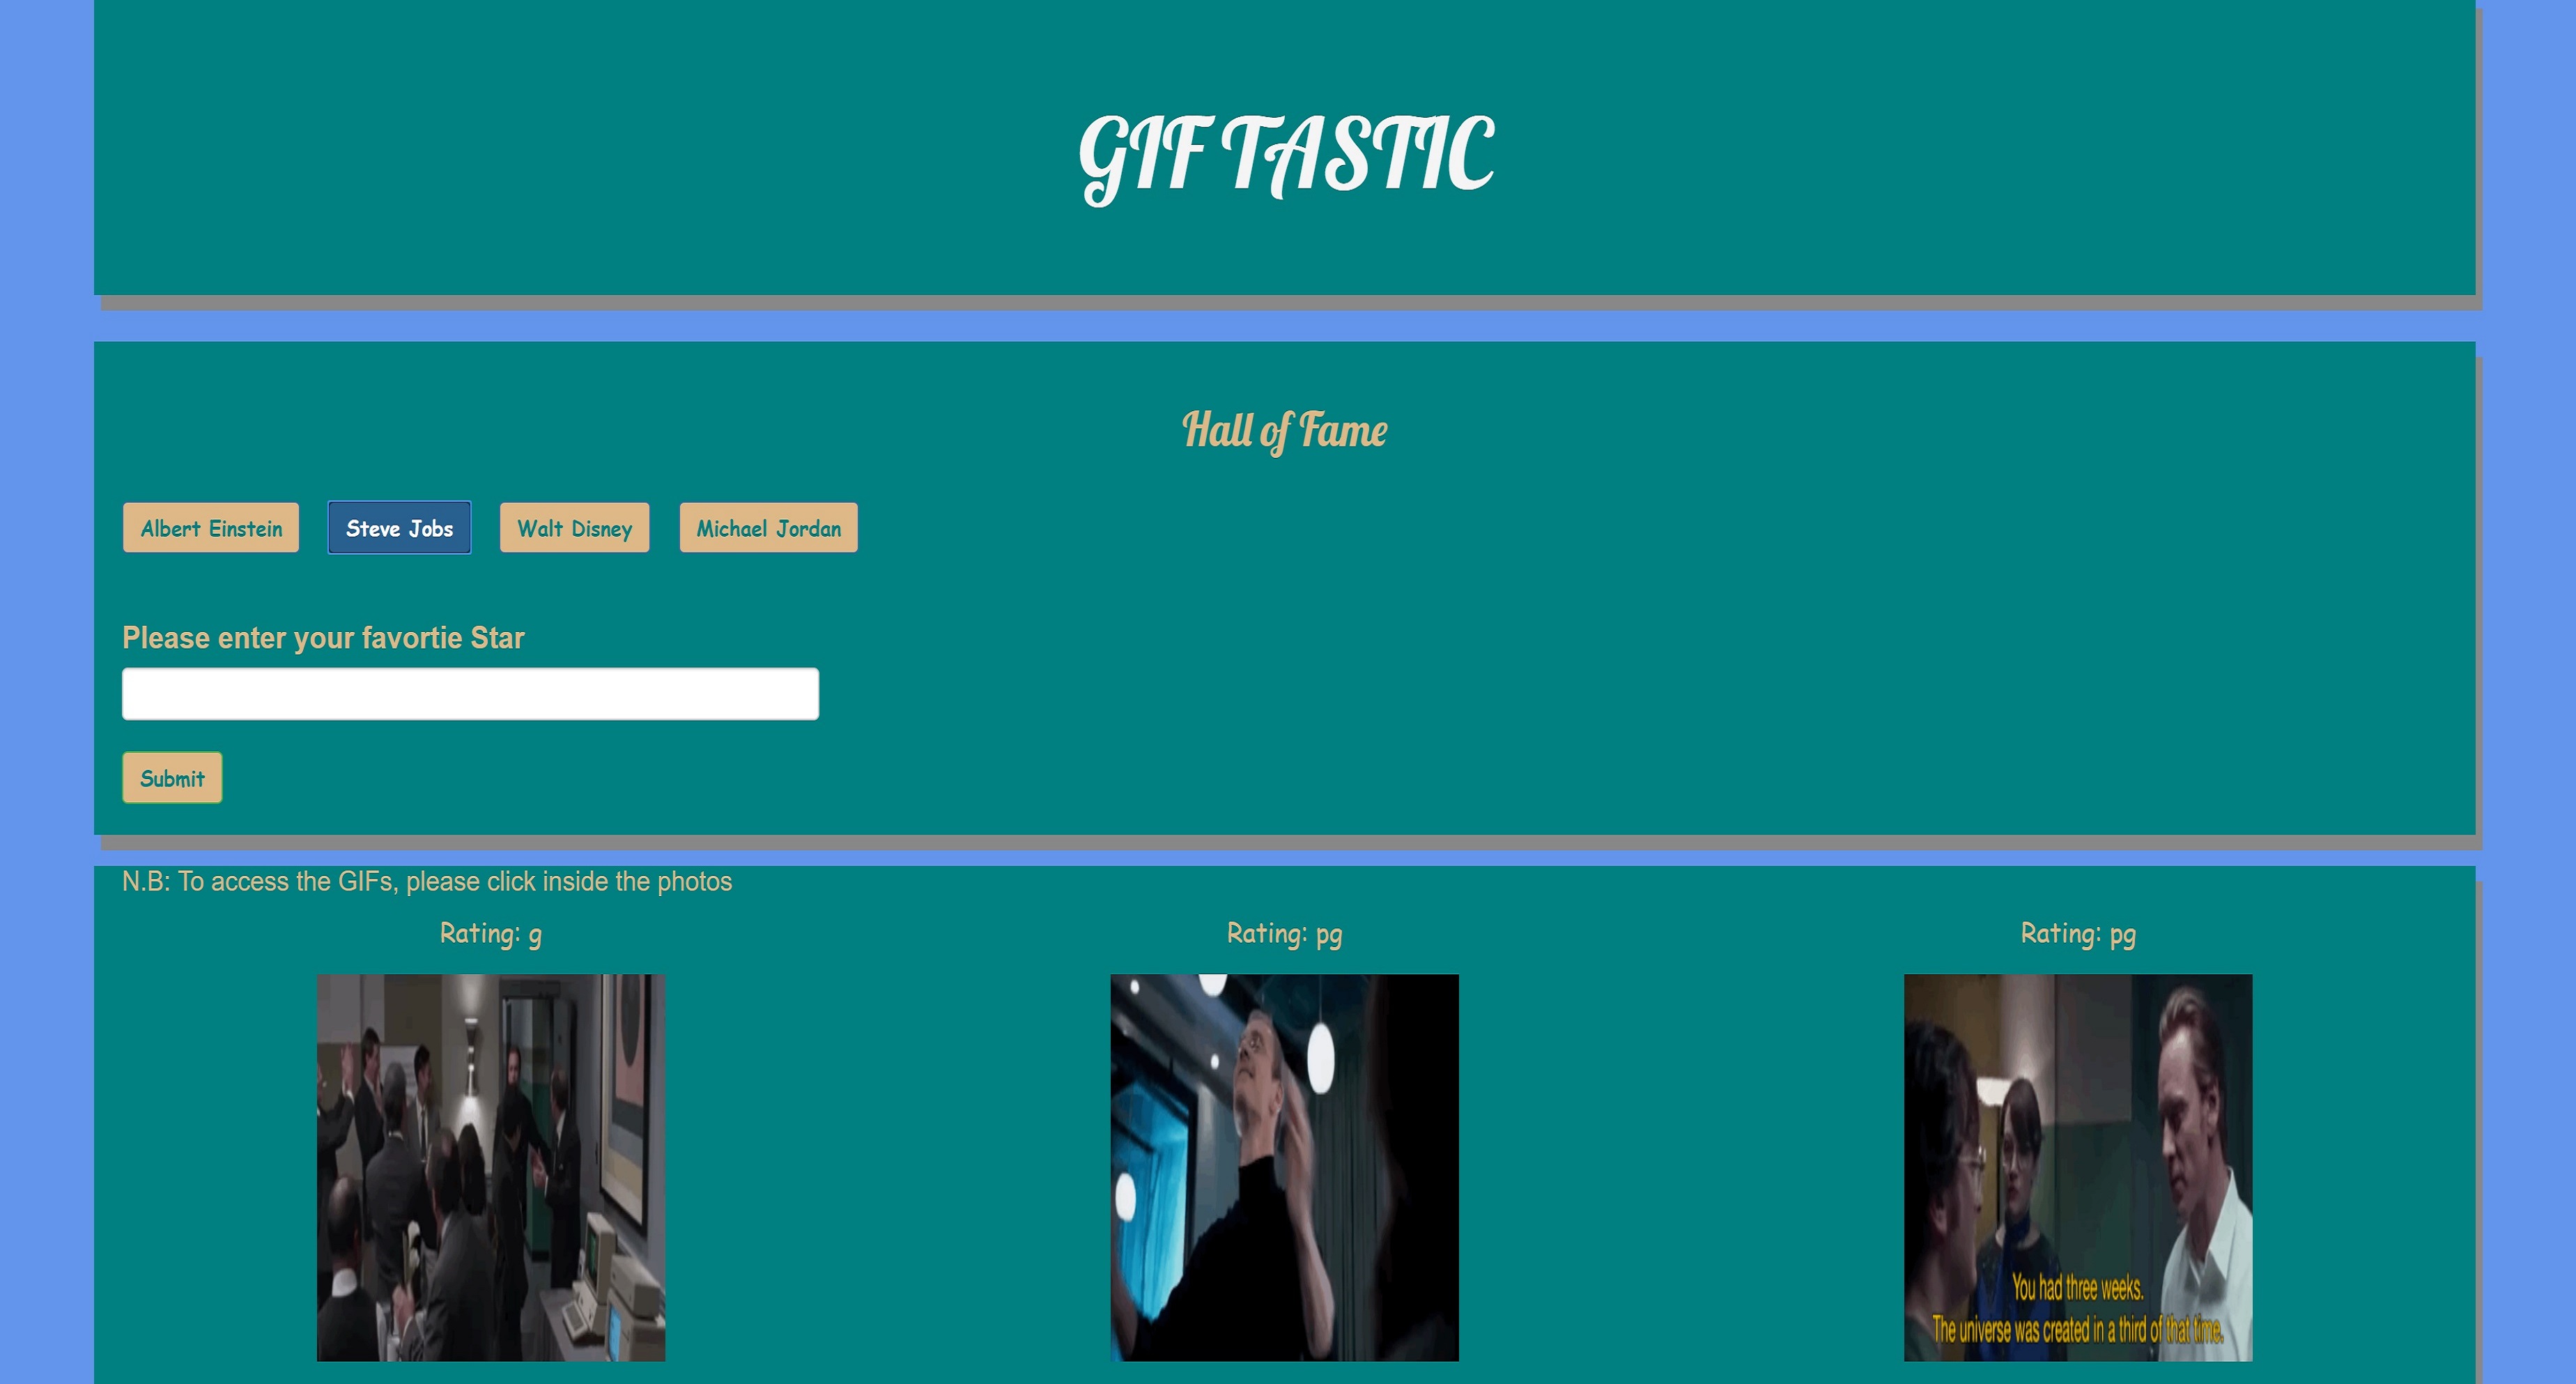 GIF TASTIC
Hall of Fame
Albert Einstein Steve Jobs Walt Disney Michael Jordan
Please enter your favortie Star
Submit
N.B: To access the GIFs, please click inside the photos
Rating: g Rating: pg Rating: pg
You had three weeks.
The universe was created in a third of that time.